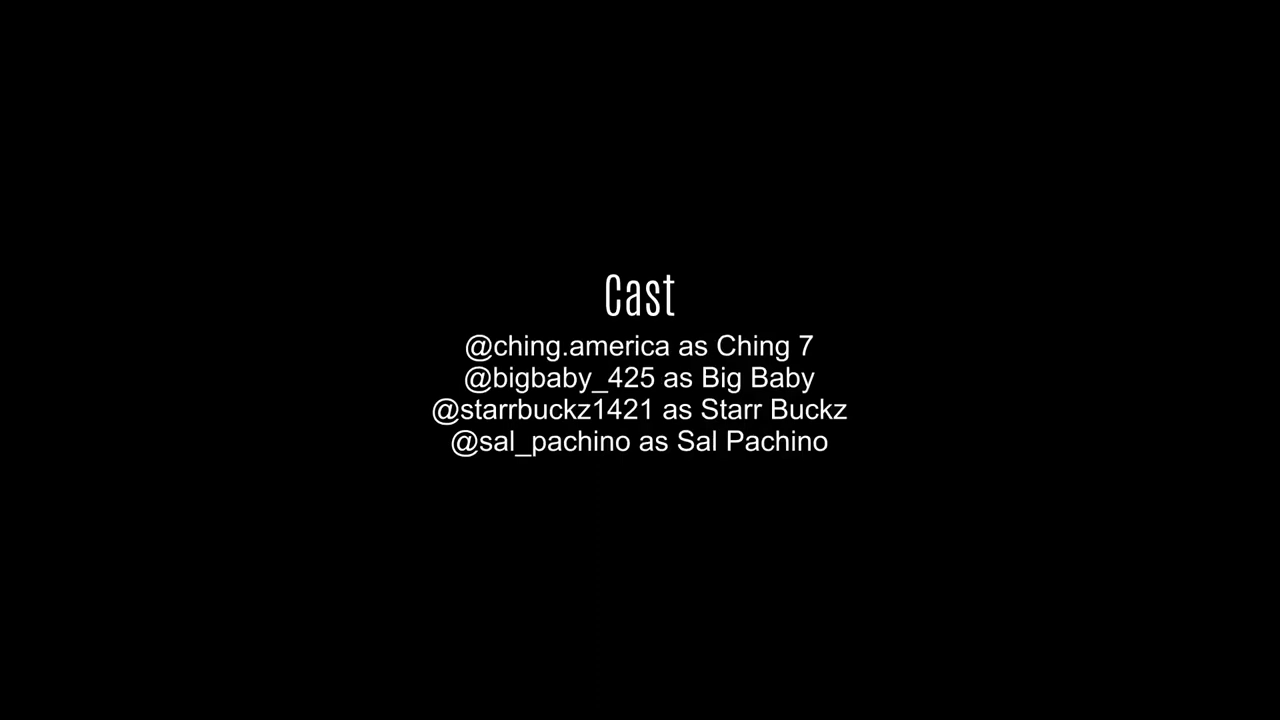 Cast
@ching.america as Ching 7
@bigbaby_425 as Big Baby
@starrbuckz1421 as Starr Buckz
@sal_pachino as Sal Pachino